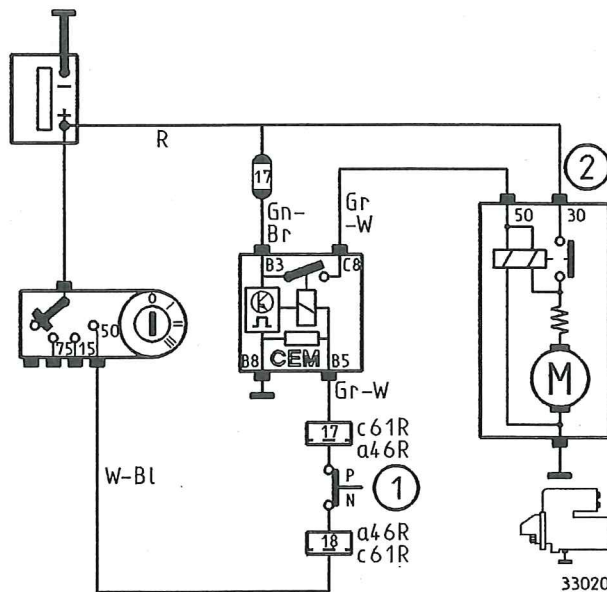 R
17
Gn-
Br
Gr
-W
50
30
2
B3
C8
B8
CEM
B5
Gr-W
0
I
II
III
75
15
50
M
17
c61R
a46R
P
N
1
W-Bl
18
a46R
c61R
33020